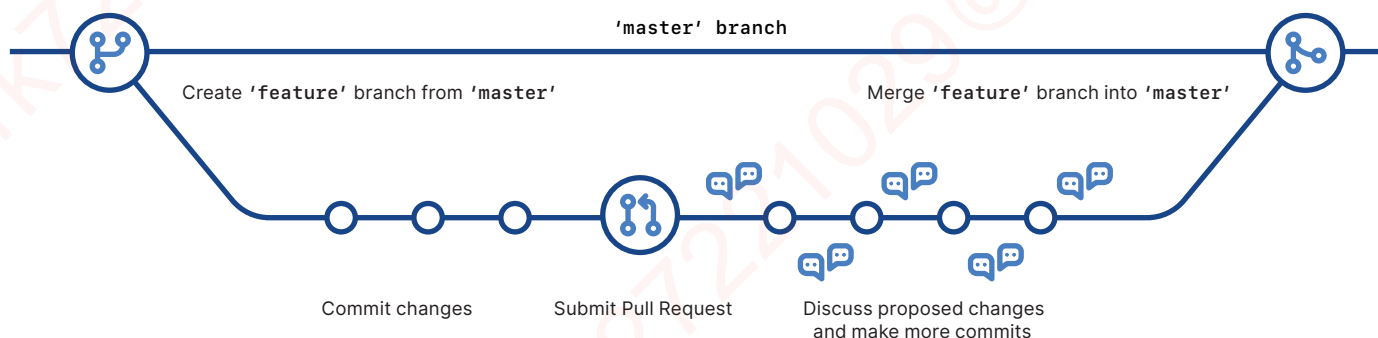 ‘master’ branch
Create ‘feature’ branch from ‘master’
Merge ‘feature’ branch into ‘master’
Commit changes
Submit Pull Request
Discuss proposed changes
and make more commits